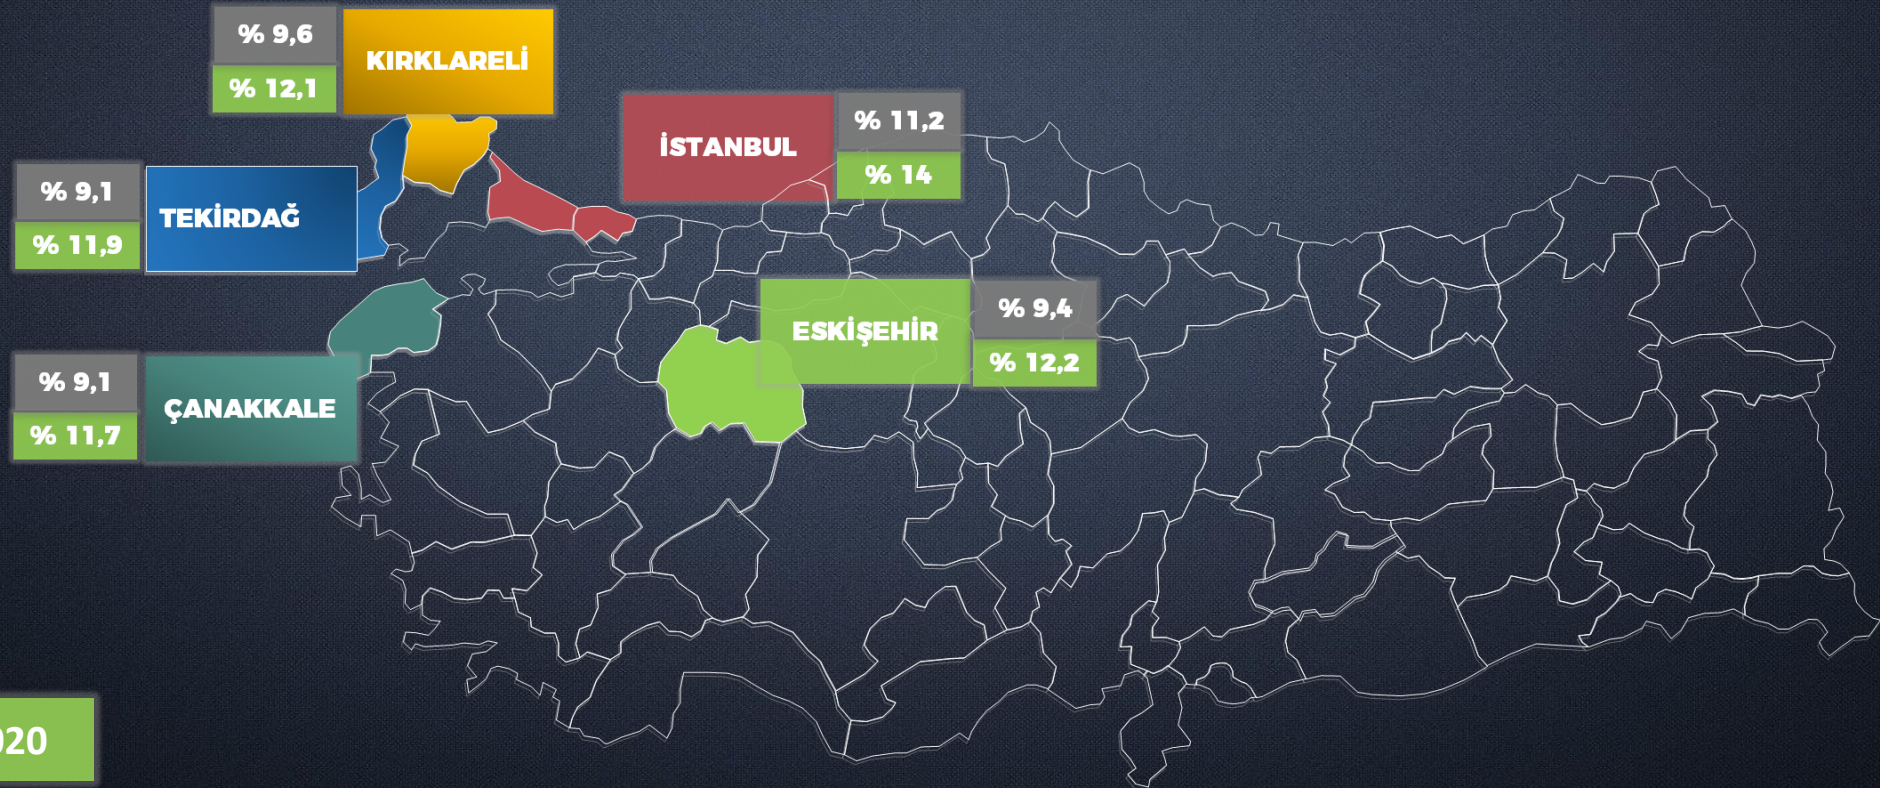 % 9,6
% 12,1
KIRKLARELİ
İSTANBUL
% 11,2
% 14
% 9,1
% 11,9
TEKİRDAĞ
ESKİŞEHİR
% 9,4
% 12,2
% 9,1
% 11,7
ÇANAKKALE
020